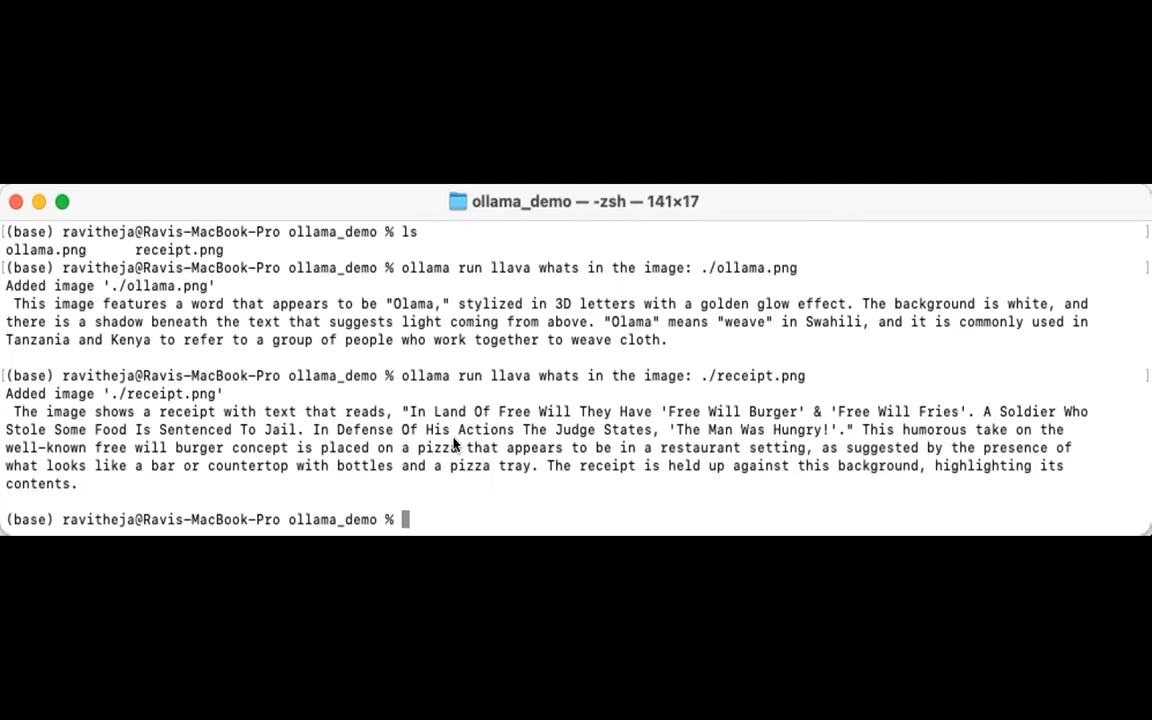 ollama_demo — -zsh — 141×17
(base) ravitheja@Ravis-MacBook-Pro ollama_demo % ls
ollama.png receipt.png
(base) ravitheja@Ravis-MacBook-Pro ollama_demo % ollama run llava whats in the image: ./ollama.png
Added image './ollama.png'
This image features a word that appears to be "Olama," stylized in 3D letters with a golden glow effect. The background is white, and
there is a shadow beneath the text that suggests light coming from above. "Olama" means "weave" in Swahili, and it is commonly used in
Tanzania and Kenya to refer to a group of people who work together to weave cloth.
(base) ravitheja@Ravis-MacBook-Pro ollama_demo % ollama run llava whats in the image: ./receipt.png
Added image './receipt.png'
The image shows a receipt with text that reads, "In Land Of Free Will They Have 'Free Will Burger' & 'Free Will Fries'. A Soldier Who
Stole Some Food Is Sentenced To Jail. In Defense Of His Actions The Judge States, 'The Man Was Hungry!'." This humorous take on the
well-known free will burger concept is placed on a pizza that appears to be in a restaurant setting, as suggested by the presence of
what looks like a bar or countertop with bottles and a pizza tray. The receipt is held up against this background, highlighting its
contents.
(base) ravitheja@Ravis-MacBook-Pro ollama_demo %